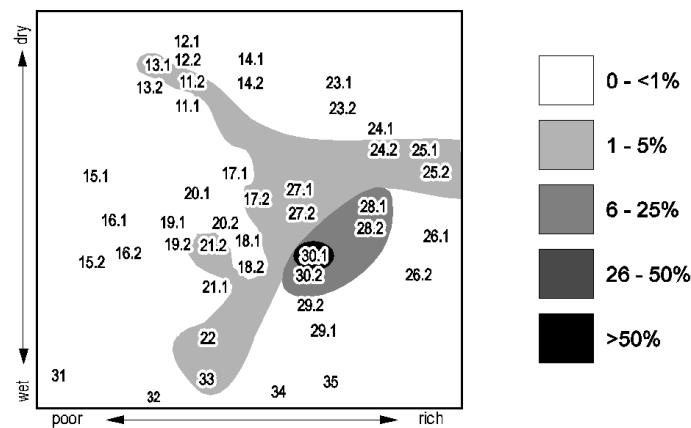 dry
12.1
13.1 12.2 14.1
13.2 11.2 14.2 23.1
11.1 23.2
24.1
24.2 25.1
15.1 17.1 25.2
20.1 17.2 27.1
16.1 19.1 20.2 27.2 28.1
16.2 19.2 21.2 18.1 28.2 26.1
15.2 18.2 30.1
21.1 30.2 26.2
29.2
22 29.1
31 33 35
32 34
wet
poor rich
0 - <1%
1 - 5%
6 - 25%
26 - 50%
>50%